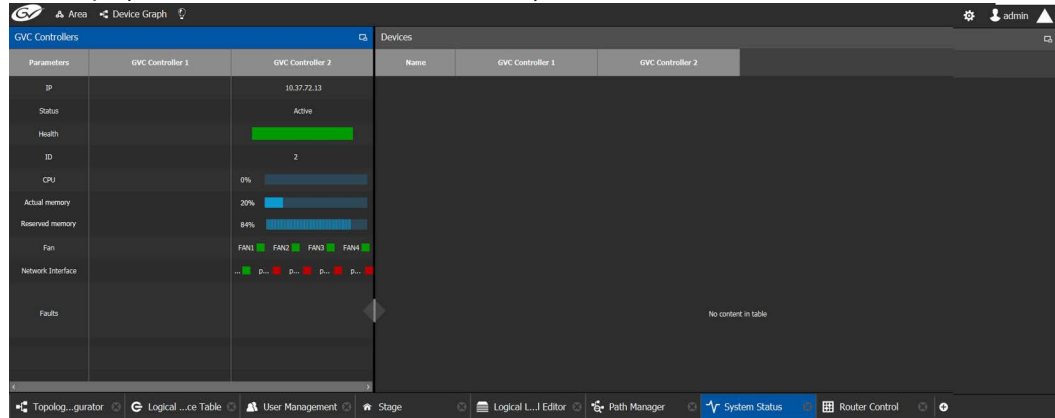 GV Area Device Graph admin
GVC Controllers Devices
Parameters GVC Controller 1 GVC Controller 2 Name GVC Controller 1 GVC Controller 2
IP 10.37.72.13
Status Active
Health
ID 2
CPU 0%
Actual memory 20%
Reserved memory 84%
Fan FAN1 FAN2 FAN3 FAN4
Network Interface ... p... p... p... p...
Faults No content in table
Topolog...gurator Logical ...ce Table User Management Stage Logical L...l Editor Path Manager System Status Router Control